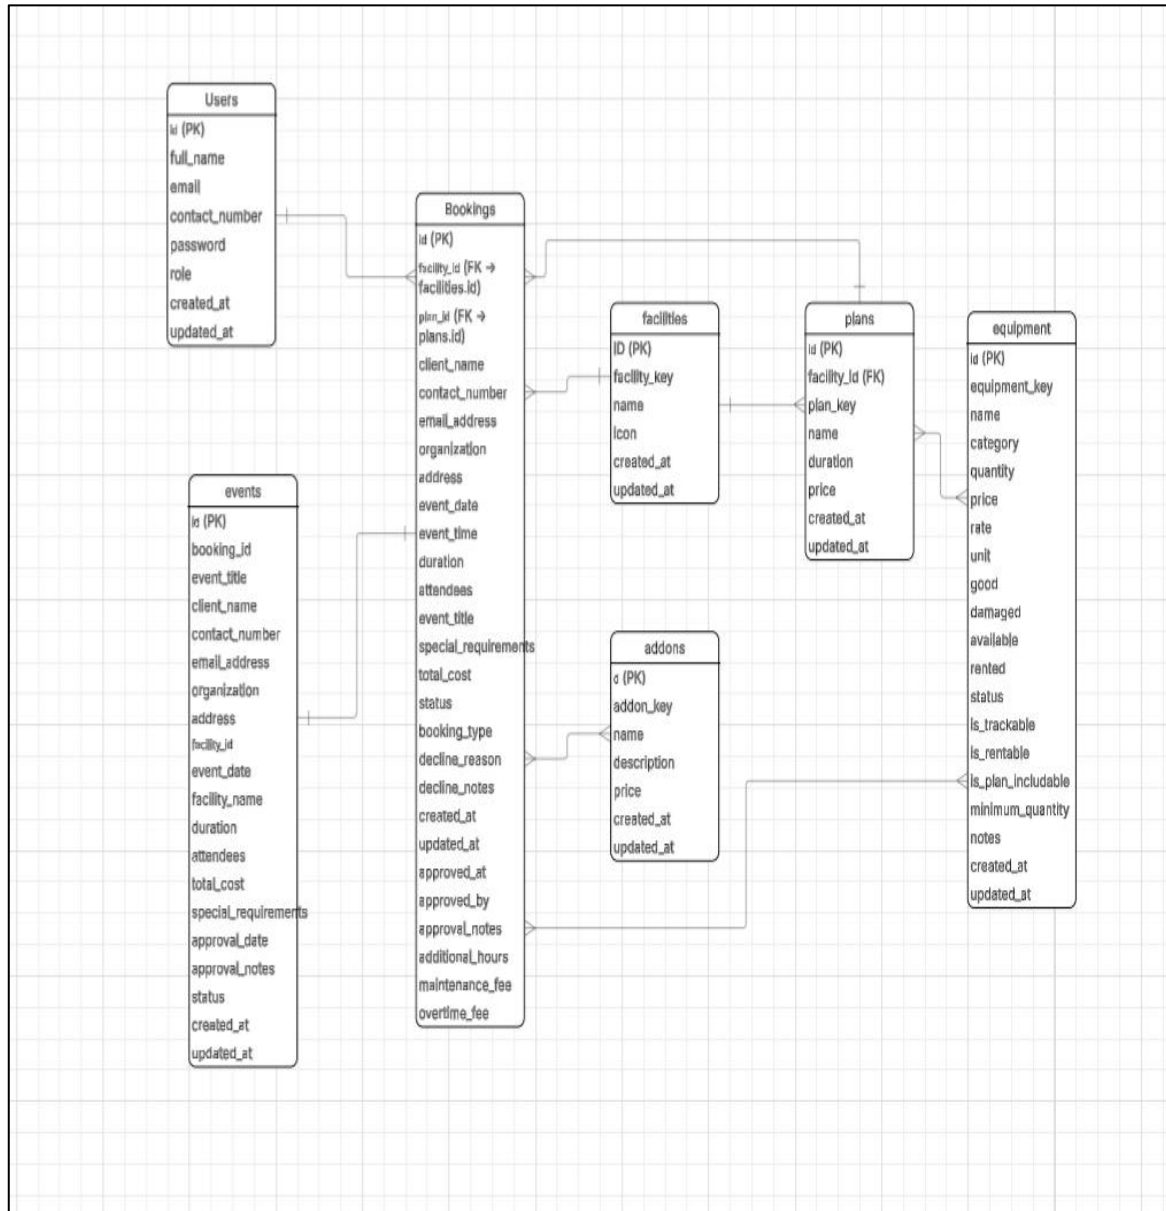 Users
id (PK)
full_name
email
contact_number
password
role
created_at
updated_at
Bookings
id (PK)
facility_id (FK →
facilities.id)
plan_id (FK →
plans.id)
client_name
contact_number
email_address
organization
address
event_date
event_time
duration
attendees
event_title
special_requirements
total_cost
status
booking_type
decline_reason
decline_notes
created_at
updated_at
approved_at
approved_by
approval_notes
additional_hours
maintenance_fee
overtime_fee
facilities
ID (PK)
facility_key
name
icon
created_at
updated_at
plans
id (PK)
facility_id (FK)
plan_key
name
duration
price
created_at
updated_at
equipment
id (PK)
equipment_key
name
category
quantity
price
rate
unit
good
damaged
available
rented
status
is_trackable
is_rentable
is_plan_includable
minimum_quantity
notes
created_at
updated_at
events
id (PK)
booking_id
event_title
client_name
contact_number
email_address
organization
address
facility_id
event_date
facility_name
duration
attendees
total_cost
special_requirements
approval_date
approval_notes
status
created_at
updated_at
addons
d (PK)
addon_key
name
description
price
created_at
updated_at